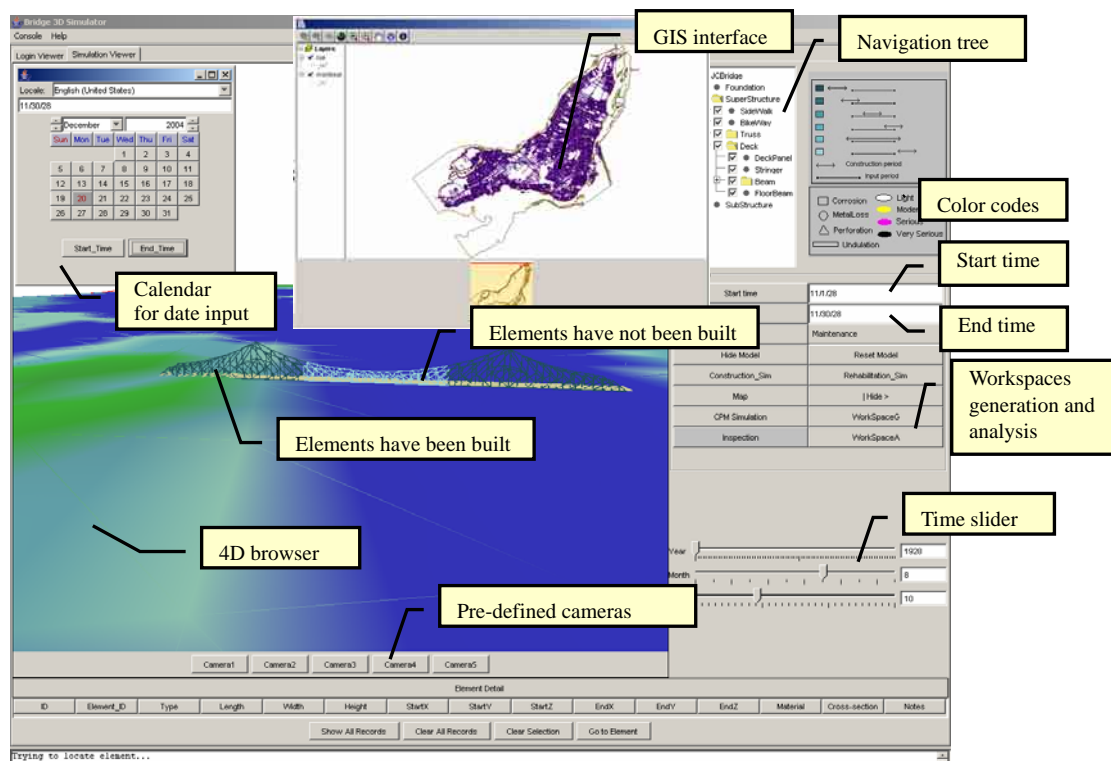 Bridge 3D Simulator
Console Help
Login Viewer Simulation Viewer
Locale: English (United States)
11/30/28
December 2004
Sun Mon Tue Wed Thu Fri Sat
1 2 3 4
5 6 7 8 9 10 11
12 13 14 15 16 17 18
19 20 21 22 23 24 25
26 27 28 29 30 31
Start_Time End_Time
Calendar
for date input
Layers
GIS interface
Navigation tree
JCBridge
Foundation
SuperStructure
SideWalk
BikeWay
Truss
Deck
DeckPanel
Stringer
Beam
FloorBeam
SubStructure
Construction period
Input period
Corrosion
MetalLoss
Perforation
Undulation
Light
Moder
Serious
Very Serious
Color codes
Start time
End time
Start time 11/1/28
11/30/28
Maintenance
Hide Model Reset Model
Construction_Sim Rehabilitation_Sim
Map | Hide >
CPM Simulation WorkSpaceG
Inspection WorkSpaceA
Workspaces
generation and
analysis
Elements have not been built
Elements have been built
4D browser
Time slider
Year 1928
Month 8
10
Pre-defined cameras
Camera1 Camera2 Camera3 Camera4 Camera5
Element Detail
ID Element_ID Type Length Width Height StartX StartY StartZ EndX EndY EndZ Material Cross-section Notes
Show All Records Clear All Records Clear Selection Go to Element
Trying to locate element...